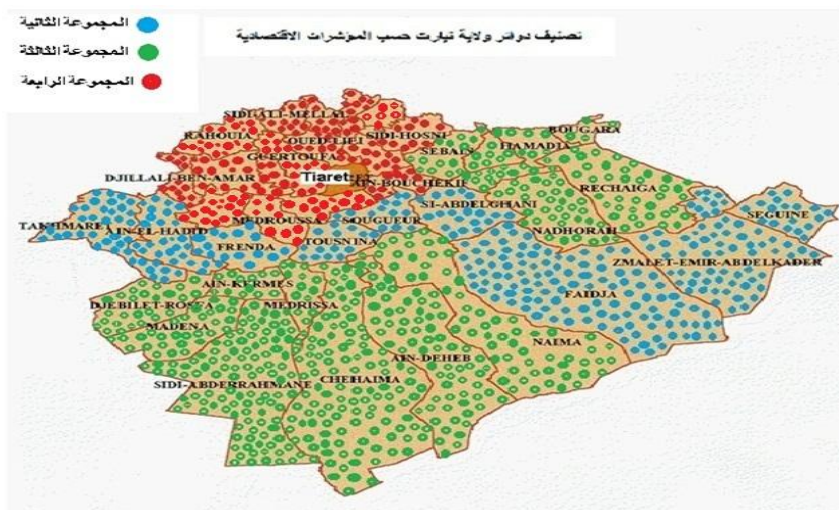 المجموعة الثانية
المجموعة الثالثة
المجموعة الرابعة
تصنيف دوائر ولاية تيارت حسب المؤشرات الاقتصادية
SIDI-ALI-MELLAL
RAHOUIA
OUED-LILI
SIDI-HOSNI
SEBAIN
HAMADIA
BOUGARA
GUERTOUFA
DJILLALI-BEN-AMAR
Tiaret
AIN-BOUCHEKIF
RECHAIGA
MEDROUSSA
SOUGUEUR
SI-ABDELGHANI
SEGUINE
TAKHMARET
AIN-EL-HADID
FRENDA
TOUSNINA
NADHORAH
ZMALET-EMIR-ABDELKADER
AIN-KERMES
FAIDJA
DJEBILET-ROSFA
MEDRISSA
MADENA
NAIMA
AIN-DEHEB
SIDI-ABDERRAHMANE
CHEHAIMA